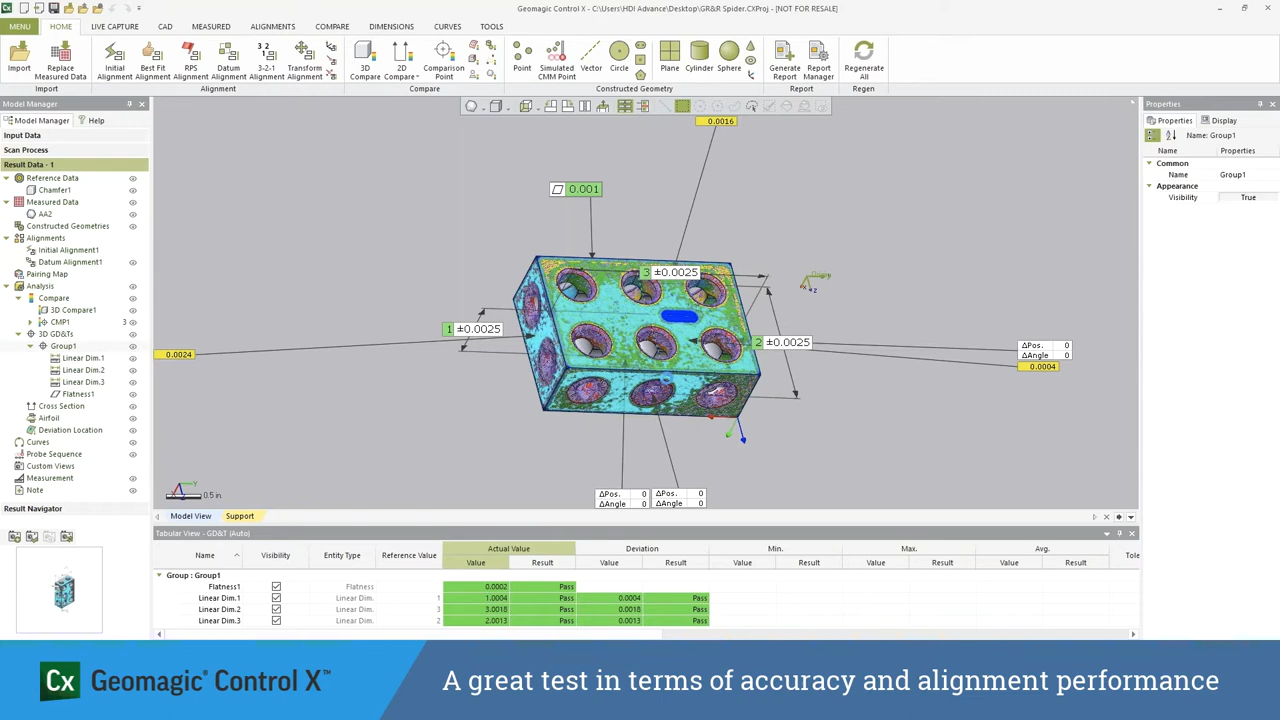 Geomagic Control X - C:\Users\HDI Advance\Desktop\GR&R Spider.CXProj - [NOT FOR RESALE]
MENU HOME LIVE CAPTURE CAD MEASURED ALIGNMENTS COMPARE DIMENSIONS CURVES TOOLS
Import Replace Measured Data
Initial Alignment Best Fit Alignment RPS Alignment Datum Alignment 3-2-1 Alignment Transform Alignment
3D Compare 2D Compare Comparison Point
Point Simulated CMM Point Vector Circle Plane Cylinder Sphere
Generate Report Report Manager Regenerate All
Import Alignment Compare Constructed Geometry Report Regen
Model Manager
Model Manager Help
Input Data
Scan Process
Result Data - 1
Reference Data
Chamfer1
Measured Data
AA2
Constructed Geometries
Alignments
Initial Alignment1
Datum Alignment1
Pairing Map
Analysis
Compare
3D Compare1
CMP1 3
3D GD&Ts
Group1
Linear Dim.1
Linear Dim.2
Linear Dim.3
Flatness1
Cross Section
Airfoil
Deviation Location
Curves
Probe Sequence
Custom Views
Measurement
Note
Result Navigator
0.0016
0.001
3 ±0.0025
1 ±0.0025
2 ±0.0025
0.0024
ΔPos. 0
ΔAngle 0
0.0004
ΔPos. 0 ΔPos. 0
ΔAngle 0 ΔAngle 0
Y
Z
0.5 in.
Model View Support
Properties
Properties Display
Name: Group1
Name Properties
Common
Name Group1
Appearance
Visibility True
Tabular View - GD&T (Auto)
Name Visibility Entity Type Reference Value Actual Value Deviation Min. Max. Avg. Tole
Value Result Value Result Value Result Value Result Value Result
Group : Group1
Flatness1 Flatness 0.0002 Pass
Linear Dim.1 Linear Dim. 1 1.0004 Pass 0.0004 Pass
Linear Dim.2 Linear Dim. 3 3.0018 Pass 0.0018 Pass
Linear Dim.3 Linear Dim. 2 2.0013 Pass 0.0013 Pass
Cx Geomagic® Control X™
A great test in terms of accuracy and alignment performance